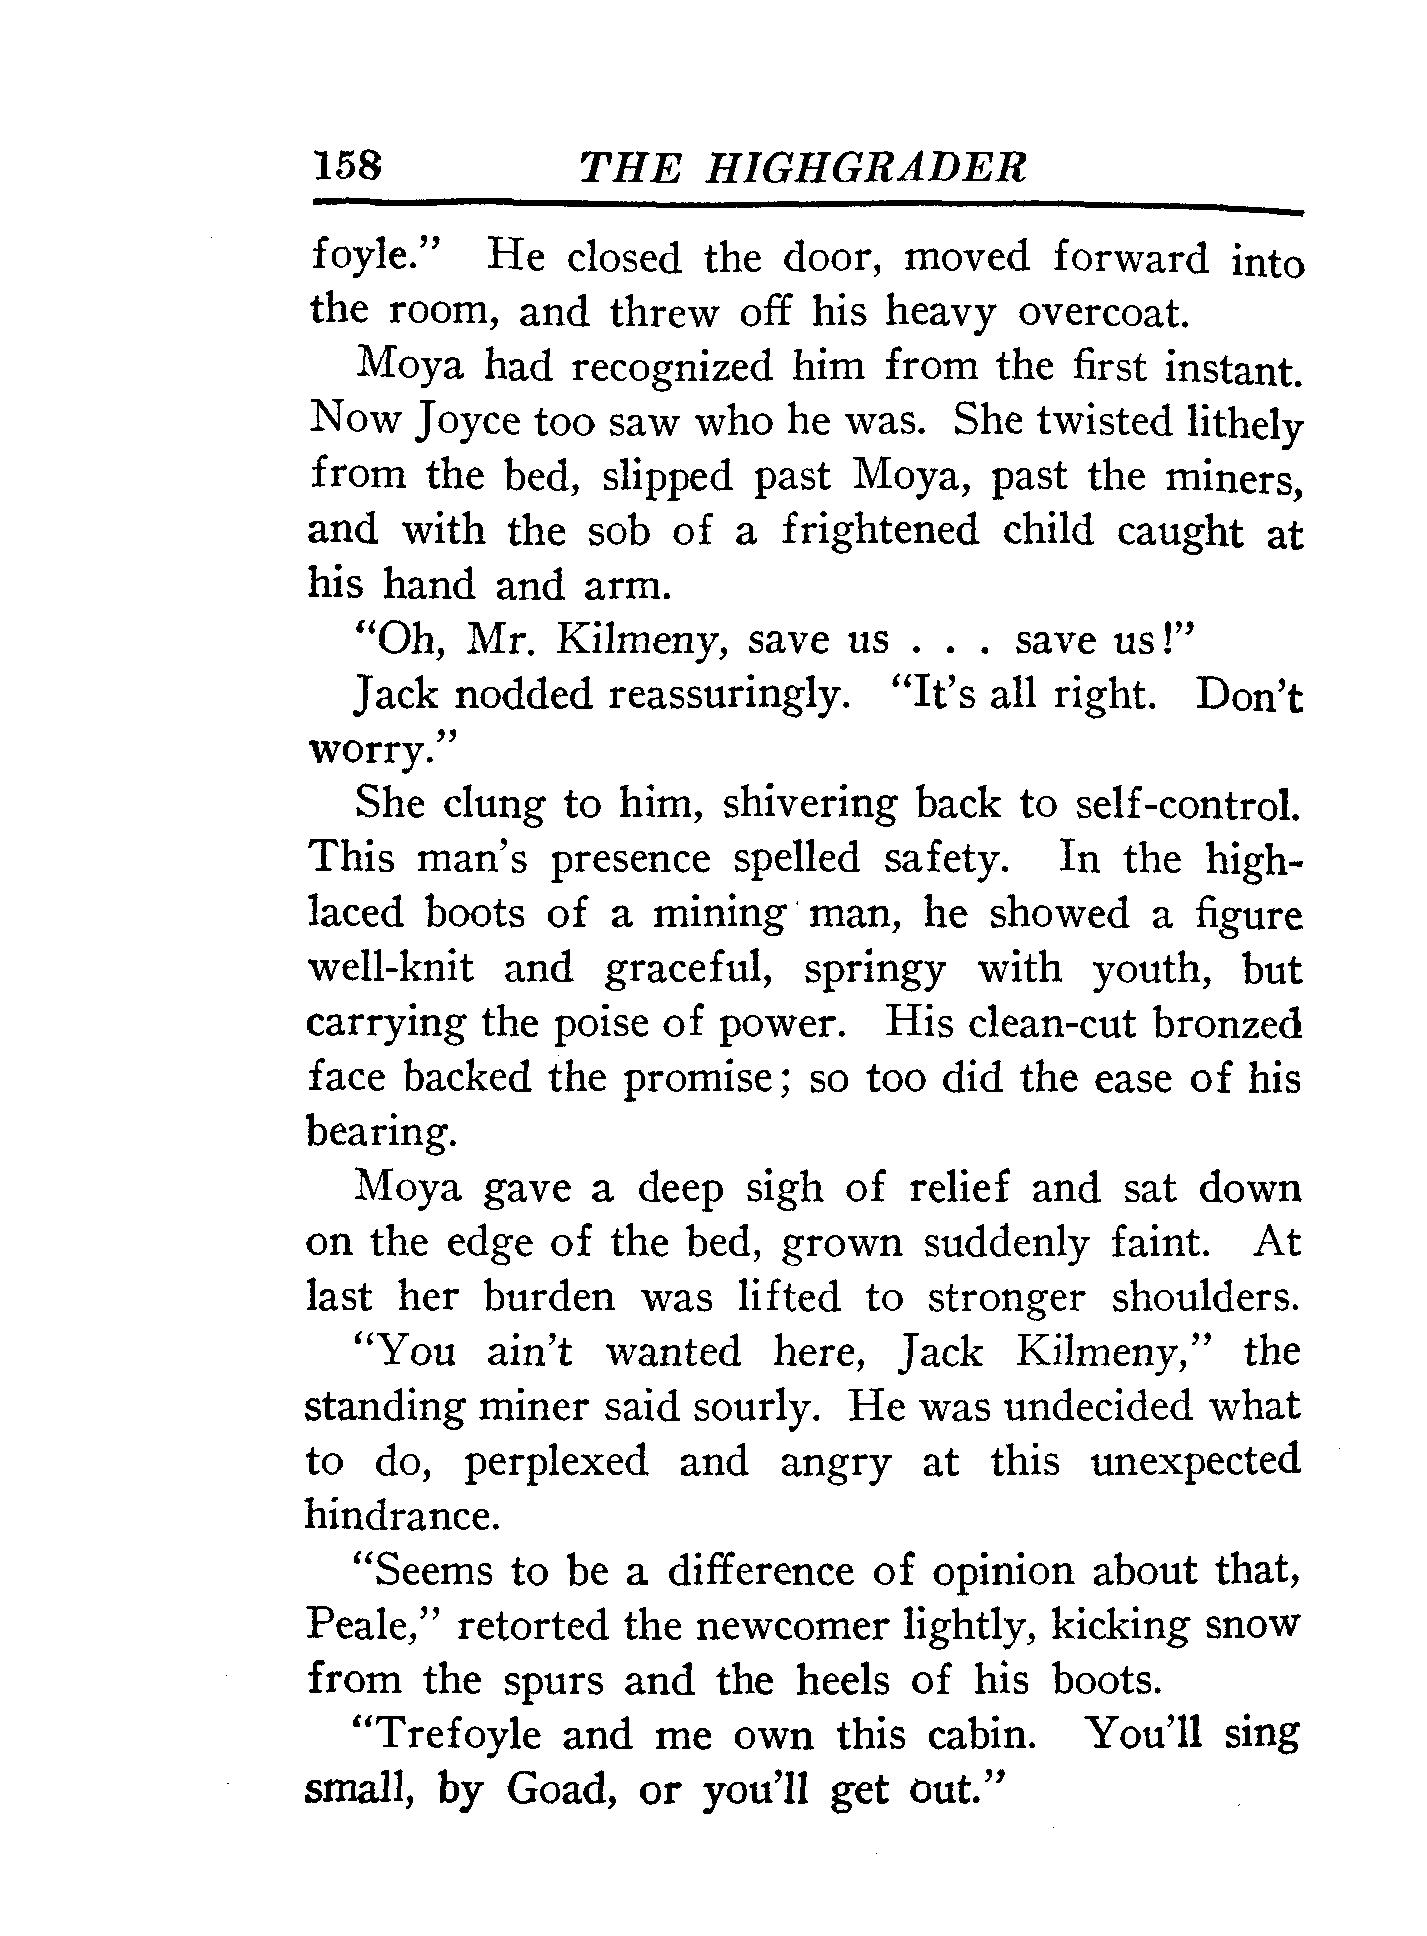 158 THE HIGHGRADER
foyle." He closed the door, moved forward into
the room, and threw off his heavy overcoat.
Moya had recognized him from the first instant.
Now Joyce too saw who he was. She twisted lithely
from the bed, slipped past Moya, past the miners,
and with the sob of a frightened child caught at
his hand and arm.
"Oh, Mr. Kilmeny, save us . . . save us!"
Jack nodded reassuringly. "It's all right. Don't
worry."
She clung to him, shivering back to self-control.
This man's presence spelled safety. In the high-
laced boots of a mining man, he showed a figure
well-knit and graceful, springy with youth, but
carrying the poise of power. His clean-cut bronzed
face backed the promise; so too did the ease of his
bearing.
Moya gave a deep sigh of relief and sat down
on the edge of the bed, grown suddenly faint. At
last her burden was lifted to stronger shoulders.
"You ain't wanted here, Jack Kilmeny," the
standing miner said sourly. He was undecided what
to do, perplexed and angry at this unexpected
hindrance.
"Seems to be a difference of opinion about that,
Peale," retorted the newcomer lightly, kicking snow
from the spurs and the heels of his boots.
"Trefoyle and me own this cabin. You'll sing
small, by Goad, or you'll get out."